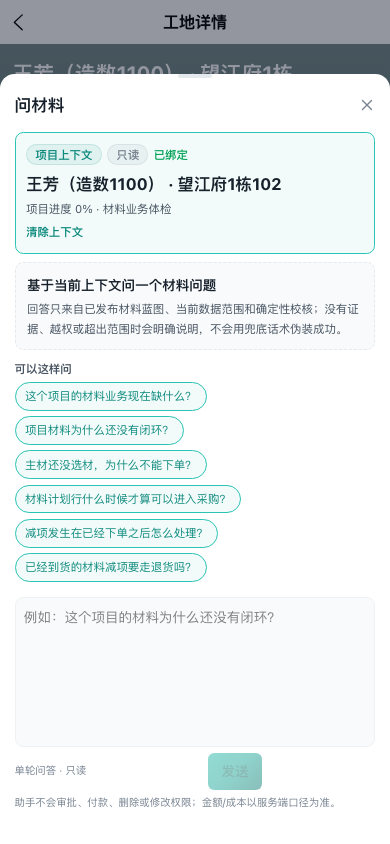 工地详情
王芳（造数1100） · 望江府1栋
问材料
项目上下文 只读 已绑定
王芳（造数1100） · 望江府1栋102
项目进度 0% · 材料业务体检
清除上下文
基于当前上下文问一个材料问题
回答只来自已发布材料蓝图、当前数据范围和确定性校核；没有证
据、越权或超出范围时会明确说明，不会用兜底话术伪装成功。
可以这样问
这个项目的材料业务现在缺什么?
项目材料为什么还没有闭环?
主材还没选材，为什么不能下单?
材料计划行什么时候才算可以进入采购?
减项发生在已经下单之后怎么处理?
已经到货的材料减项要走退货吗?
例如：这个项目的材料为什么还没有闭环?
单轮问答 · 只读
发送
助手不会审批、付款、删除或修改权限；金额/成本以服务端口径为准。